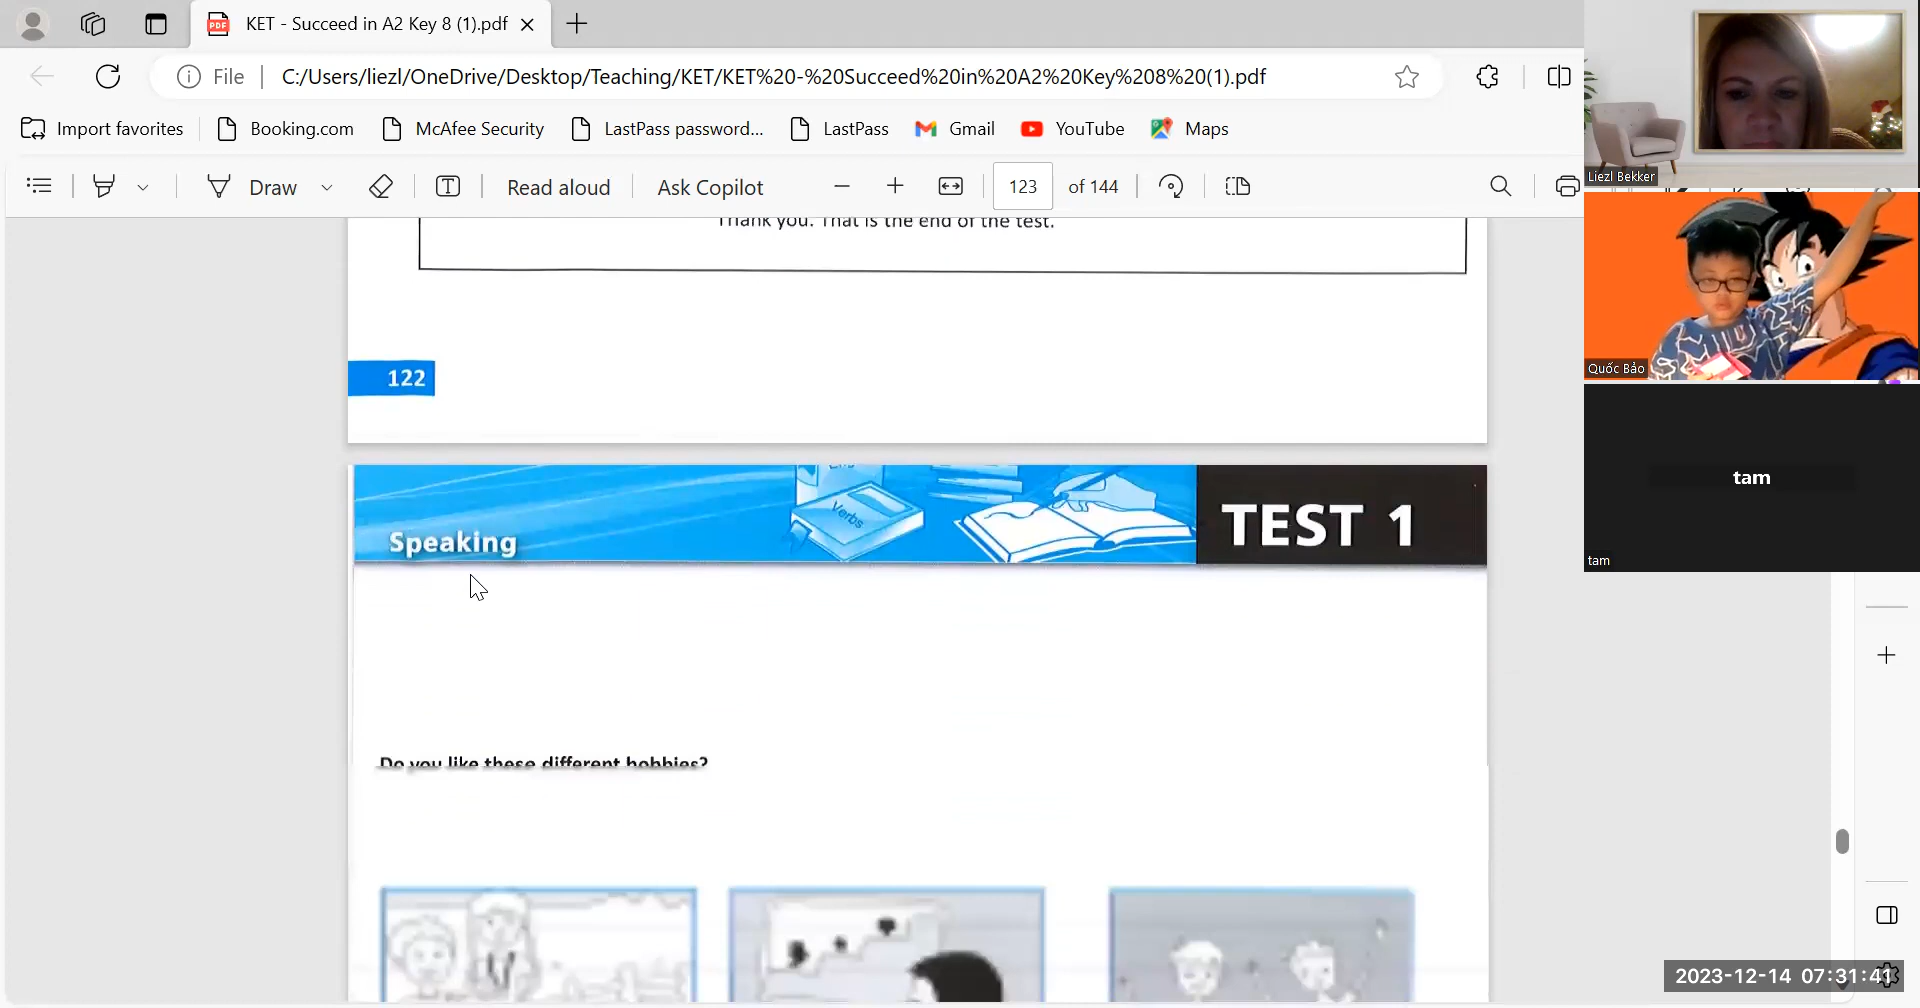 KET - Succeed in A2 Key 8 (1).pdf
File
C:/Users/liezl/OneDrive/Desktop/Teaching/KET/KET%20-%20Succeed%20in%20A2%20Key%208%20(1).pdf
Import favorites
Booking.com
McAfee Security
LastPass password...
LastPass
Gmail
YouTube
Maps
Draw
Read aloud
Ask Copilot
123 of 144
Thank you. That is the end of the test.
122
Verbs
Speaking
TEST 1
Do you like these different hobbies?
Liezl Bekker
Quốc Bảo
tam
tam
2023-12-14 07:31:41